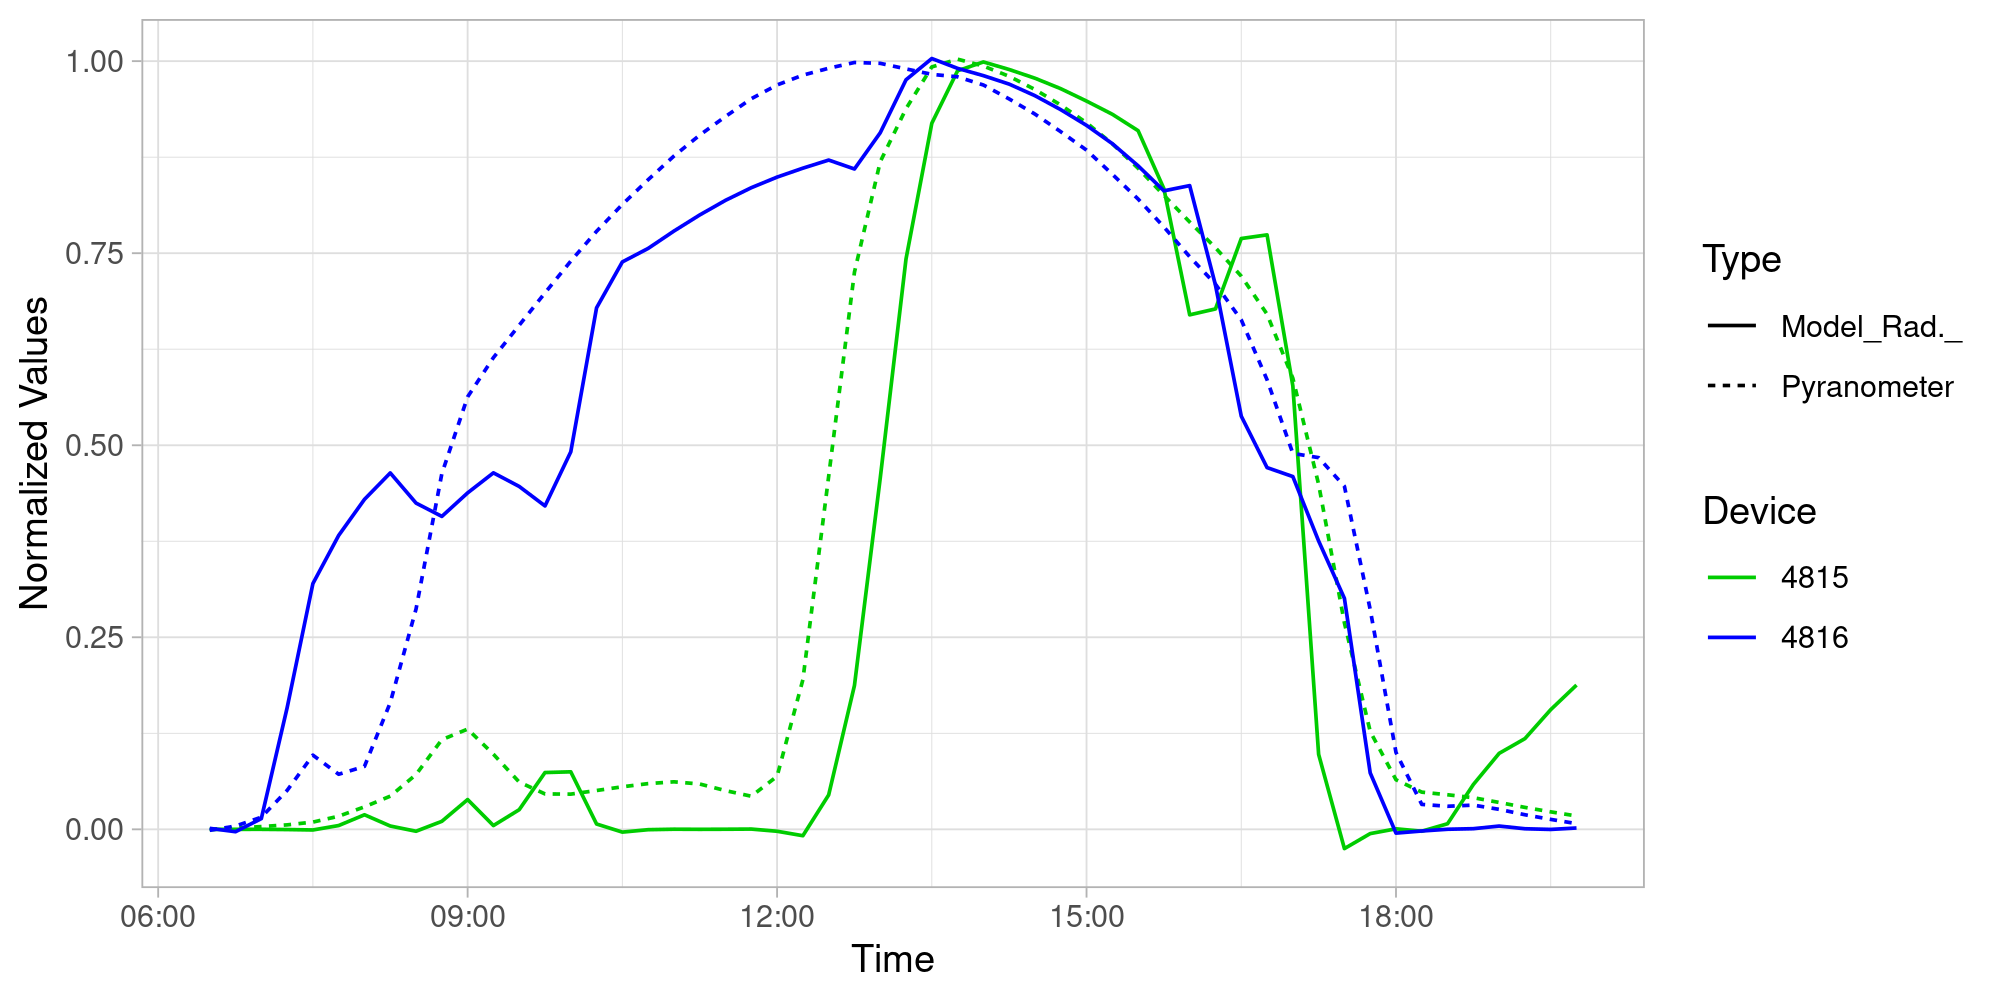 1.00
0.75
0.50
0.25
0.00
Normalized Values
06:00 09:00 12:00 15:00 18:00
Time
Type
Model_Rad._
Pyranometer
Device
4815
4816